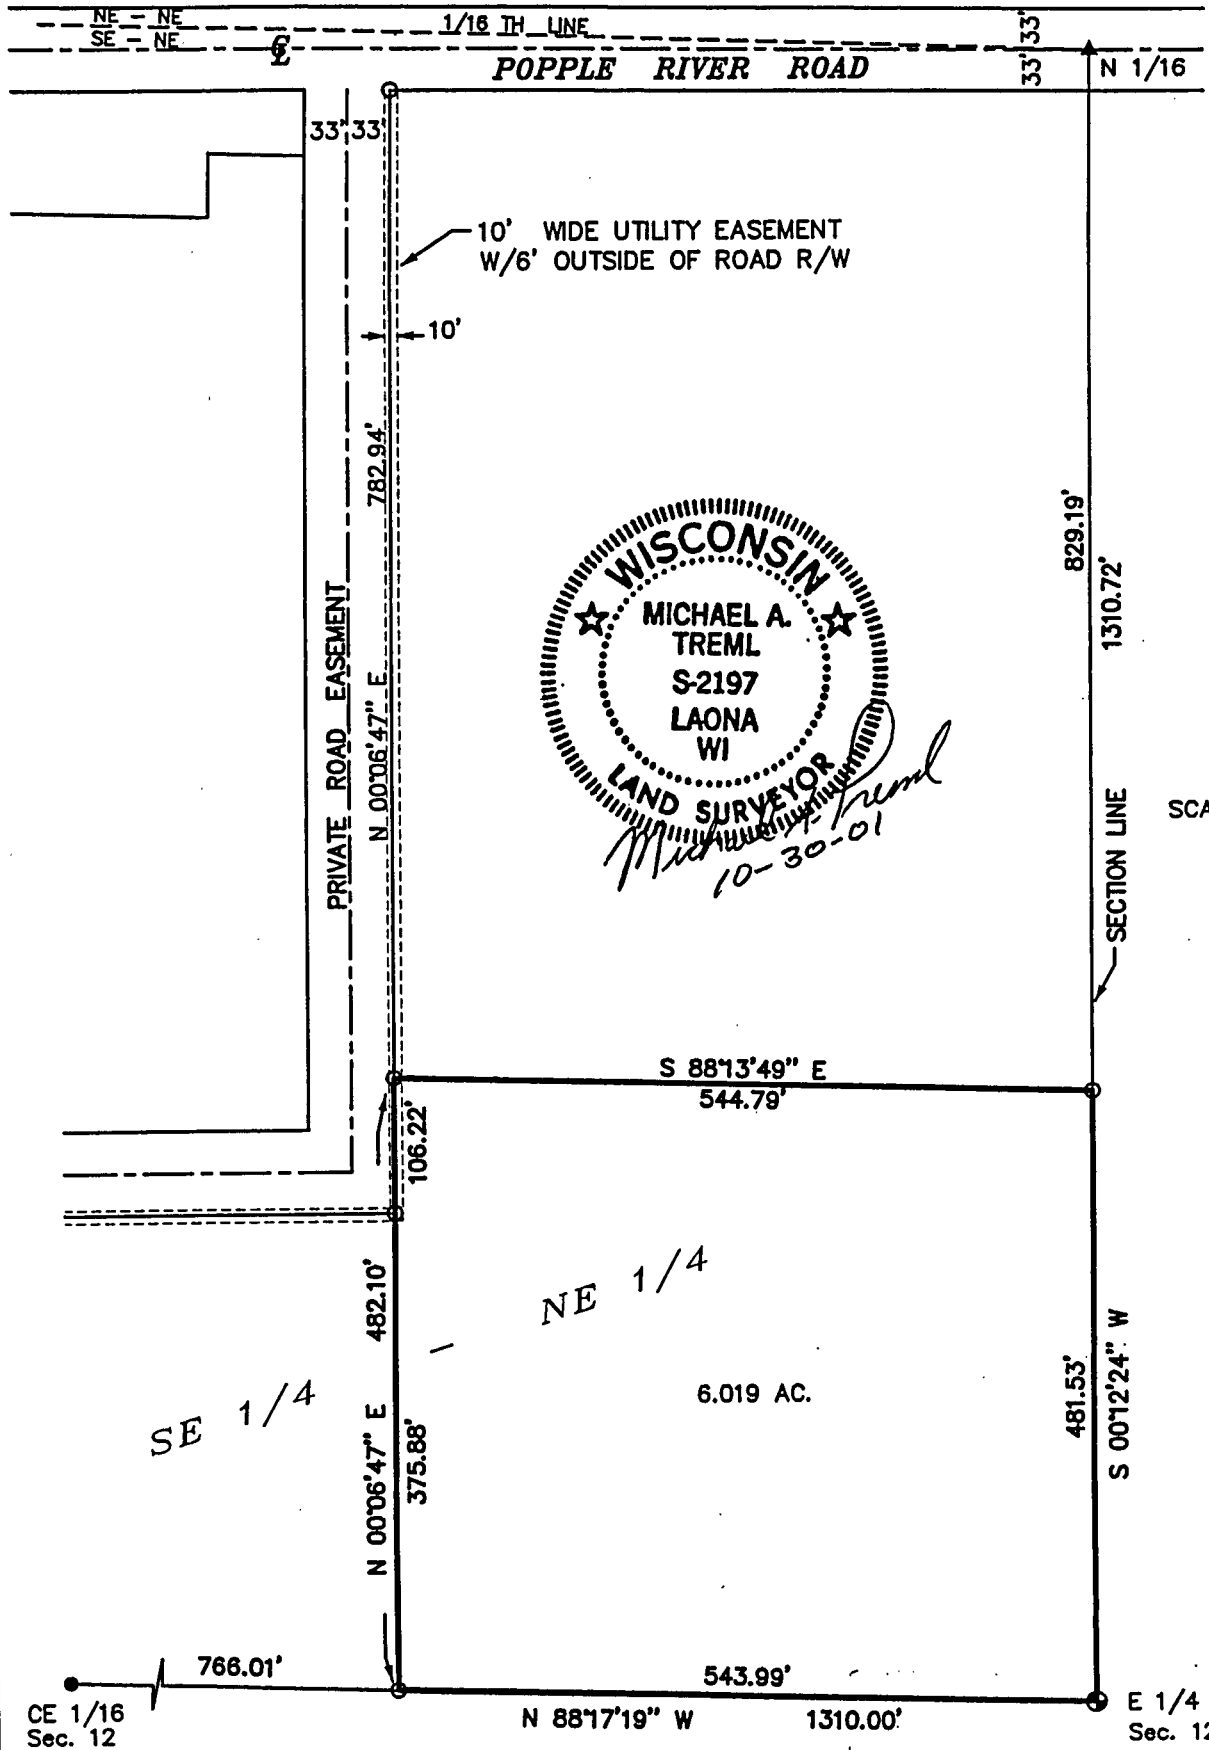 NE - NE
1/16 TH LINE
SE - NE
℄
POPPLE RIVER ROAD
33' 33'
N 1/16
33' 33'
10' WIDE UTILITY EASEMENT
W/6' OUTSIDE OF ROAD R/W
10'
782.94'
N 00°06'47" E
PRIVATE ROAD EASEMENT
WISCONSIN
MICHAEL A.
TREML
S-2197
LAONA
WI
LAND SURVEYOR
Michael A. Treml
10-30-01
829.19'
1310.72'
SECTION LINE
SCA
S 88°13'49" E
544.79'
106.22'
482.10'
N 00°06'47" E
375.88'
NE 1/4
-
SE 1/4
6.019 AC.
481.53'
S 00°12'24" W
766.01'
543.99'
CE 1/16
Sec. 12
N 88°17'19" W 1310.00'
E 1/4
Sec. 12